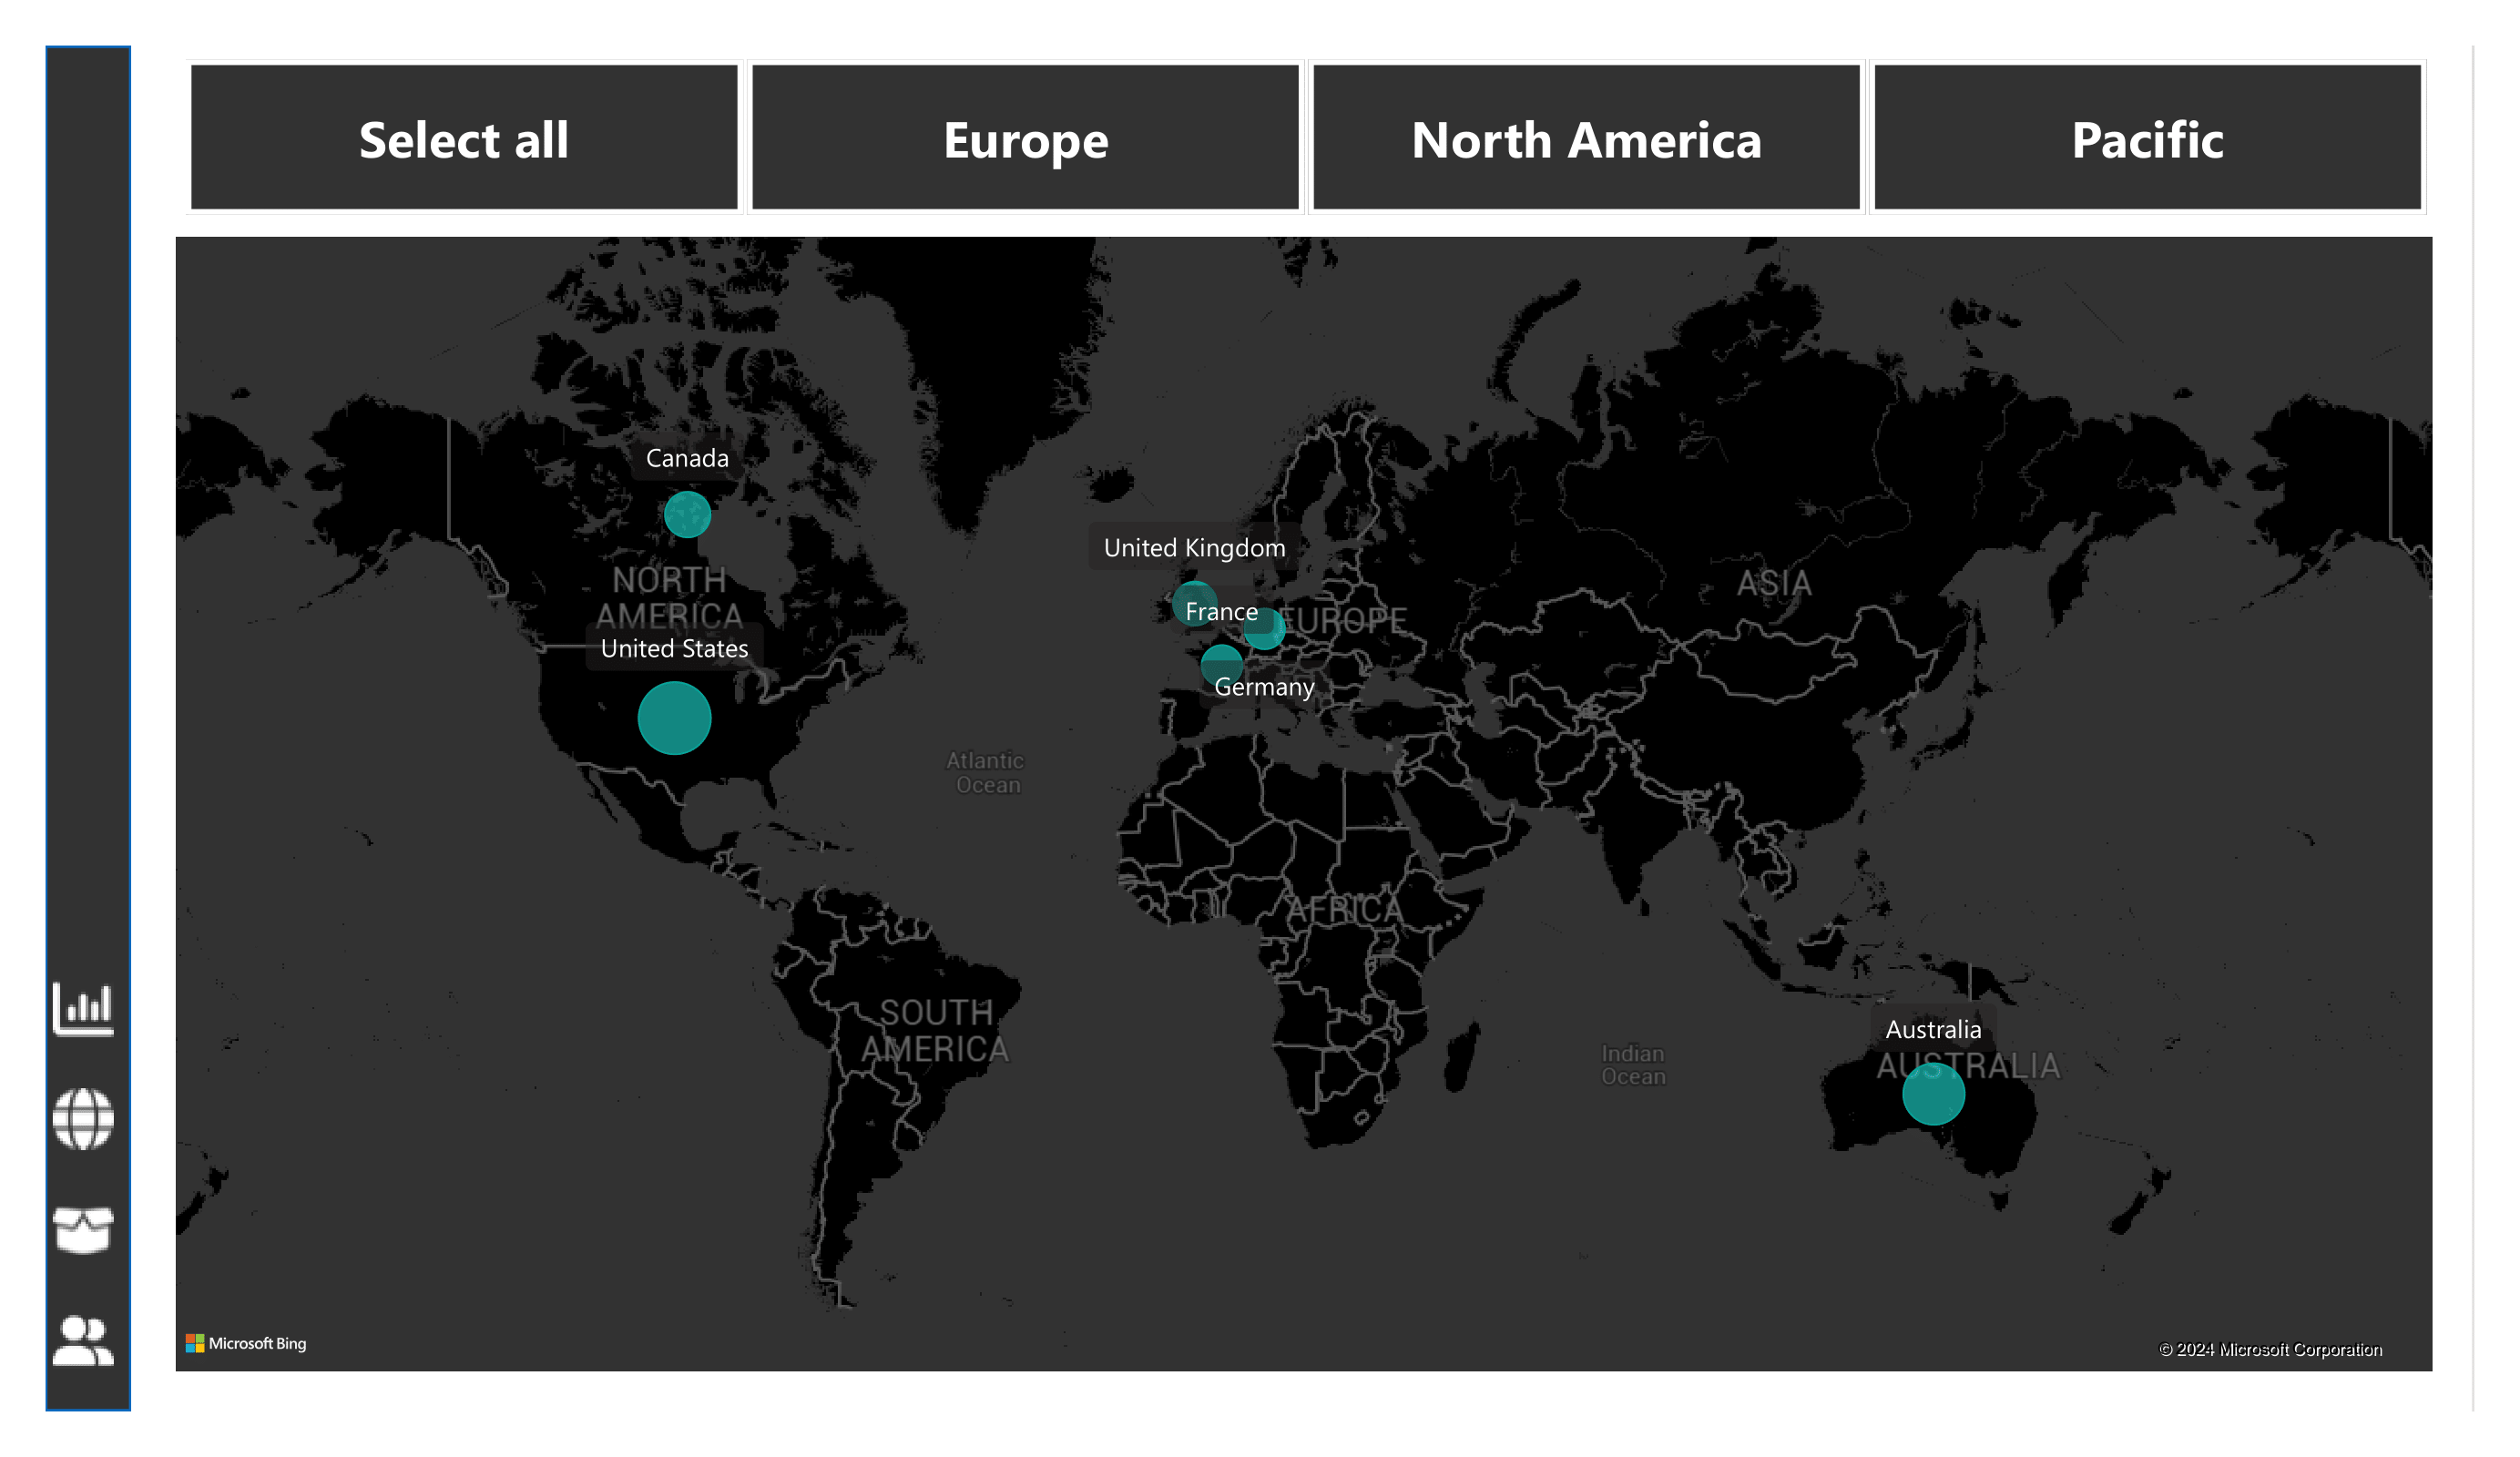 Select all
Europe
North America
Pacific
Canada
United Kingdom
NORTH
AMERICA
ASIA
France
EUROPE
United States
Germany
Atlantic
Ocean
AFRICA
SOUTH
AMERICA
Australia
AUSTRALIA
Indian
Ocean
Microsoft Bing
© 2024 Microsoft Corporation